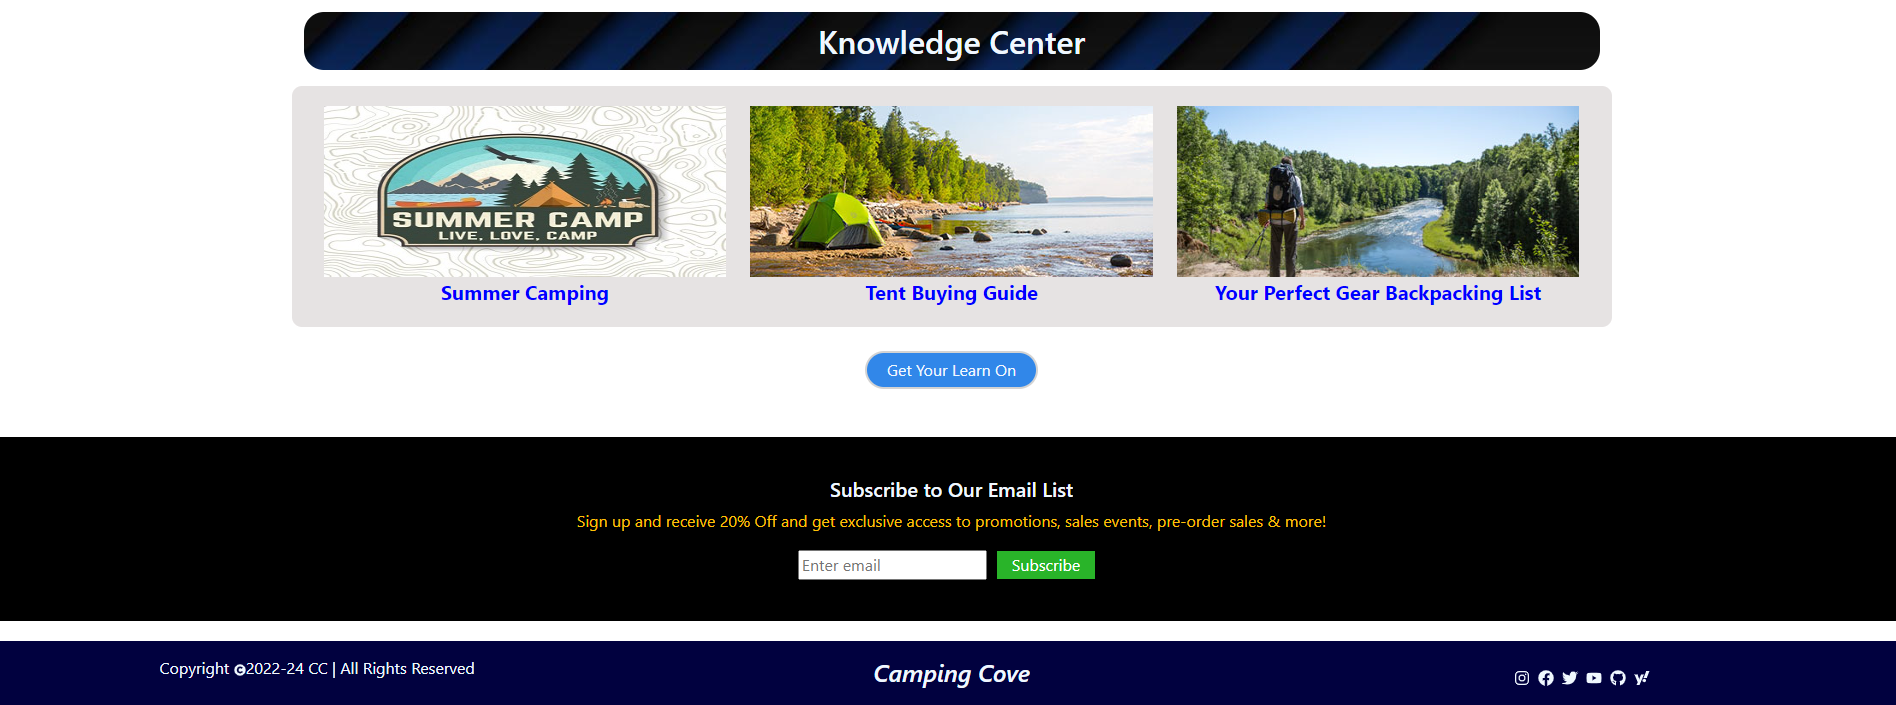 Knowledge Center
SUMMER CAMP
LIVE, LOVE, CAMP
Summer Camping
Tent Buying Guide
Your Perfect Gear Backpacking List
Get Your Learn On
Subscribe to Our Email List
Sign up and receive 20% Off and get exclusive access to promotions, sales events, pre-order sales & more!
Enter email
Subscribe
Copyright ©2022-24 CC | All Rights Reserved
Camping Cove